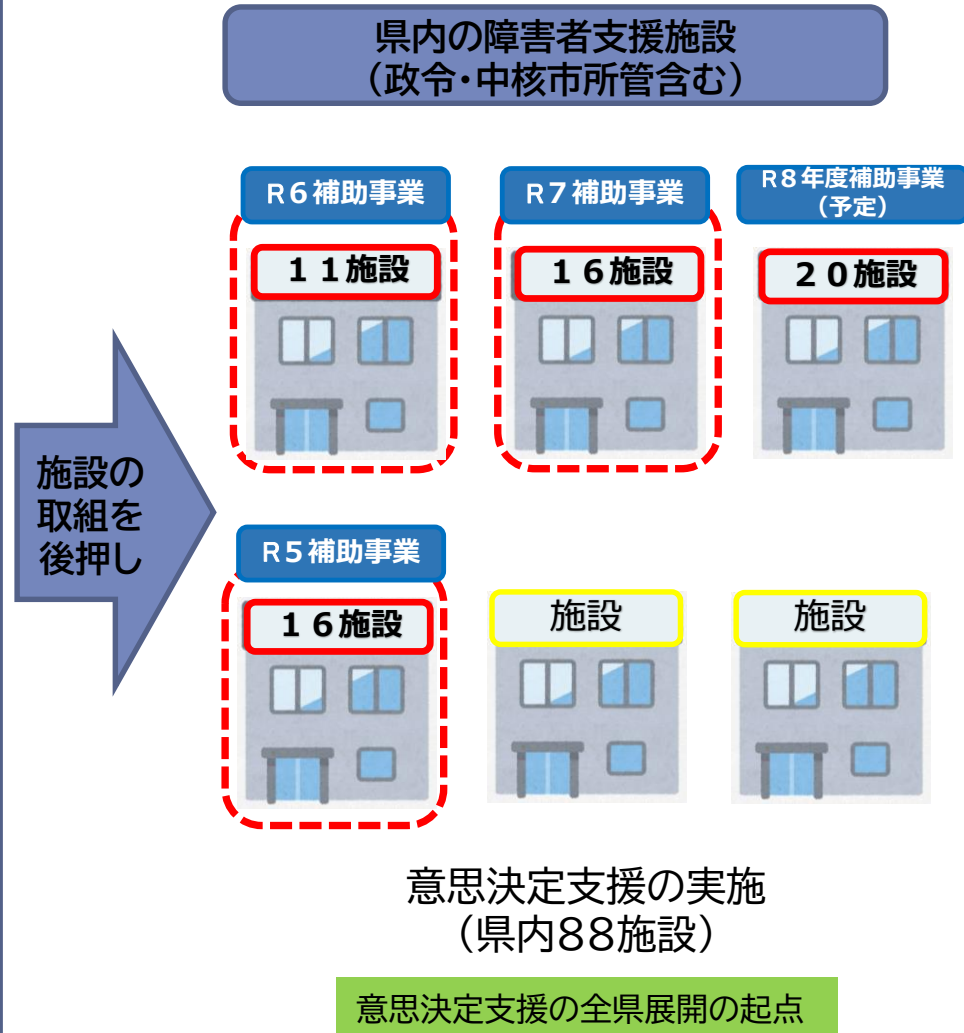 県内の障害者支援施設
（政令・中核市所管含む）
R6補助事業
R7補助事業
R8年度補助事業
（予定）
11施設
16施設
20施設
施設の
取組を
後押し
R5補助事業
16施設
施設
施設
意思決定支援の実施
（県内88施設）
意思決定支援の全県展開の起点